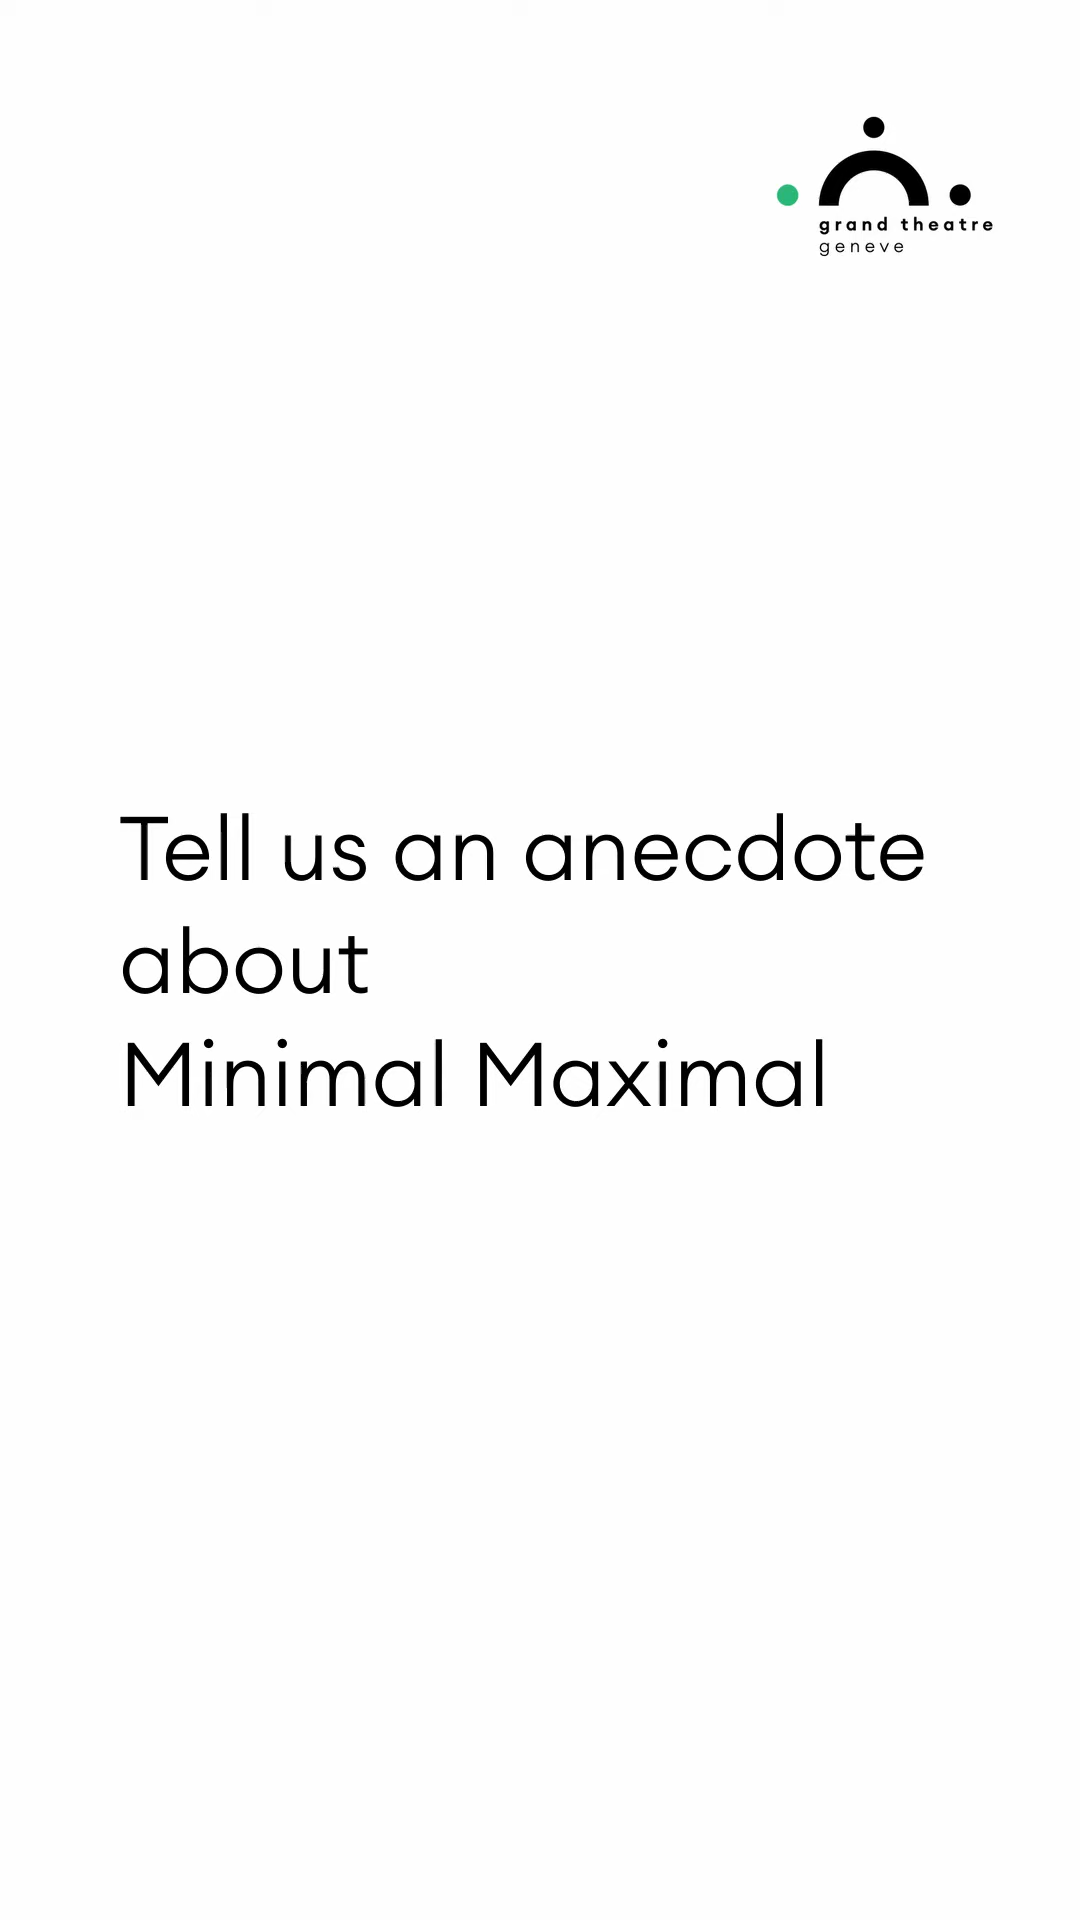 grand theatre
geneve
Tell us an anecdote
about
Minimal Maximal